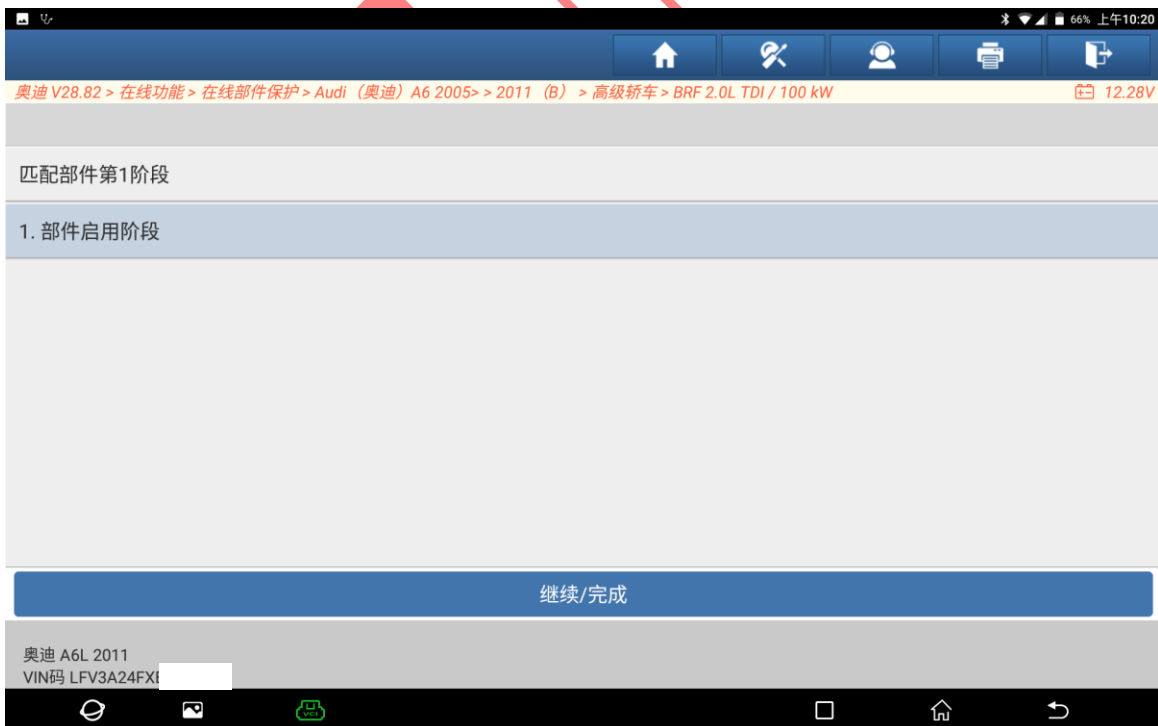 66% 上午10:20
奥迪 V28.82 > 在线功能 > 在线部件保护 > Audi（奥迪）A6 2005> > 2011（B） > 高级轿车 > BRF 2.0L TDI / 100 kW 12.28V
匹配部件第1阶段
1. 部件启用阶段
继续/完成
奥迪 A6L 2011
VIN码 LFV3A24FXE
VCI